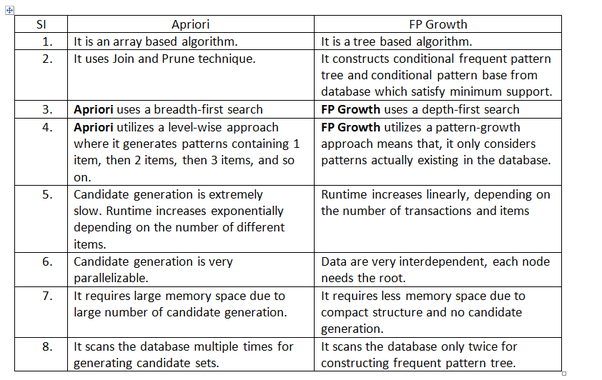 SI Apriori FP Growth
1. It is an array based algorithm. It is a tree based algorithm.
2. It uses Join and Prune technique. It constructs conditional frequent pattern
tree and conditional pattern base from
database which satisfy minimum support.
3. Apriori uses a breadth-first search FP Growth uses a depth-first search
4. Apriori utilizes a level-wise approach
where it generates patterns containing 1
item, then 2 items, then 3 items, and so
on.
FP Growth utilizes a pattern-growth
approach means that, it only considers
patterns actually existing in the database.
5. Candidate generation is extremely
slow. Runtime increases exponentially
depending on the number of different
items.
Runtime increases linearly, depending on
the number of transactions and items
6. Candidate generation is very
parallelizable.
Data are very interdependent, each node
needs the root.
7. It requires large memory space due to
large number of candidate generation.
It requires less memory space due to
compact structure and no candidate
generation.
8. It scans the database multiple times for
generating candidate sets.
It scans the database only twice for
constructing frequent pattern tree.